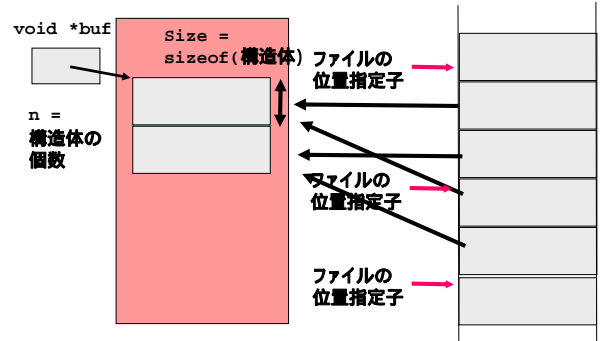 void *buf
size =
sizeof(構造体)
n =
構造体の
個数
ファイルの
位置指定子
ファイルの
位置指定子
ファイルの
位置指定子